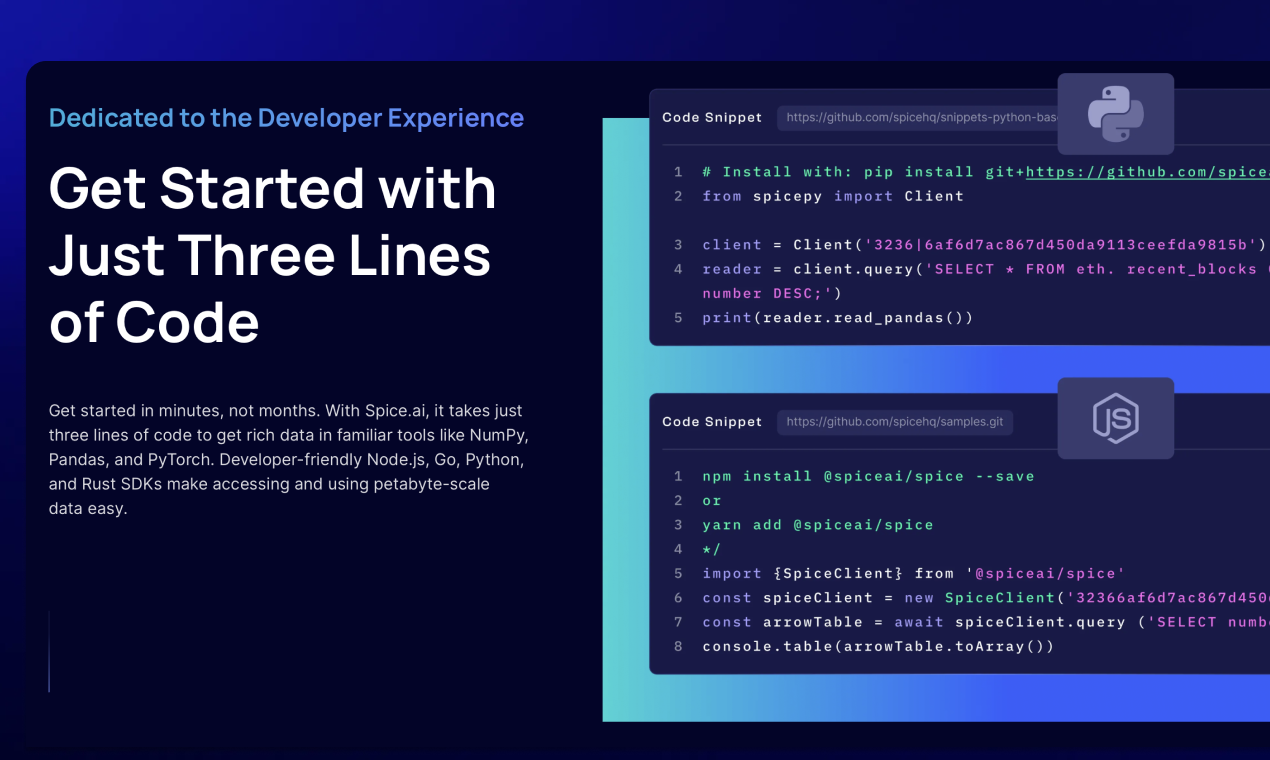 Dedicated to the Developer Experience
Get Started with
Just Three Lines
of Code
Get started in minutes, not months. With Spice.ai, it takes just
three lines of code to get rich data in familiar tools like NumPy,
Pandas, and PyTorch. Developer-friendly Node.js, Go, Python,
and Rust SDKs make accessing and using petabyte-scale
data easy.
Code Snippet https://github.com/spicehq/snippets-python-bas
1 # Install with: pip install git+https://github.com/spice
2 from spicepy import Client
3 client = Client('3236|6af6d7ac867d450da9113ceefda9815b')
4 reader = client.query('SELECT * FROM eth. recent_blocks
number DESC;')
5 print(reader.read_pandas())
Code Snippet https://github.com/spicehq/samples.git
JS
1 npm install @spiceai/spice --save
2 or
3 yarn add @spiceai/spice
4 */
5 import {SpiceClient} from '@spiceai/spice'
6 const spiceClient = new SpiceClient('32366af6d7ac867d450
7 const arrowTable = await spiceClient.query ('SELECT numb
8 console.table(arrowTable.toArray())